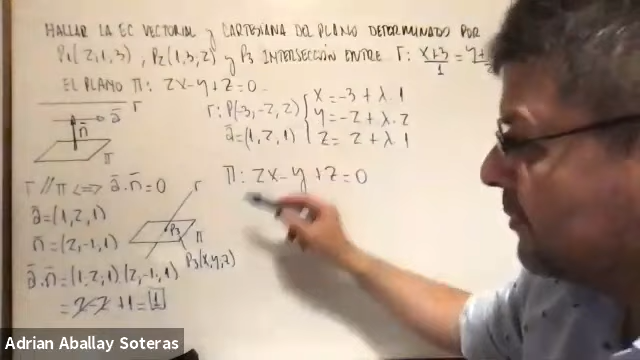 HALLAR LA EC VECTORIAL y CARTESIANA DEL PLANO DETERMINADOS POR
P₁(2,1,3), P₂(1,3,2) y P₃ INTERSECCIÓN ENTRE Γ: (x+3)/1 = y+
EL PLANO Π: 2x-y+z=0.
Γ
ā
n̄
Π
Γ // Π <=> ā.n̄=0
ā=(1,2,1)
n̄=(2,-1,1)
ā.n̄=(1,2,1).(2,-1,1)
=2-2+1=1
Γ
P₃
Π
P₃(x,y,z)
Γ: P(-3,-2,2)
ā=(1,2,1)
x=-3+λ.1
y=-2+λ.2
z=2+λ.1
Π: 2x-y+z=0
Adrian Aballay Soteras